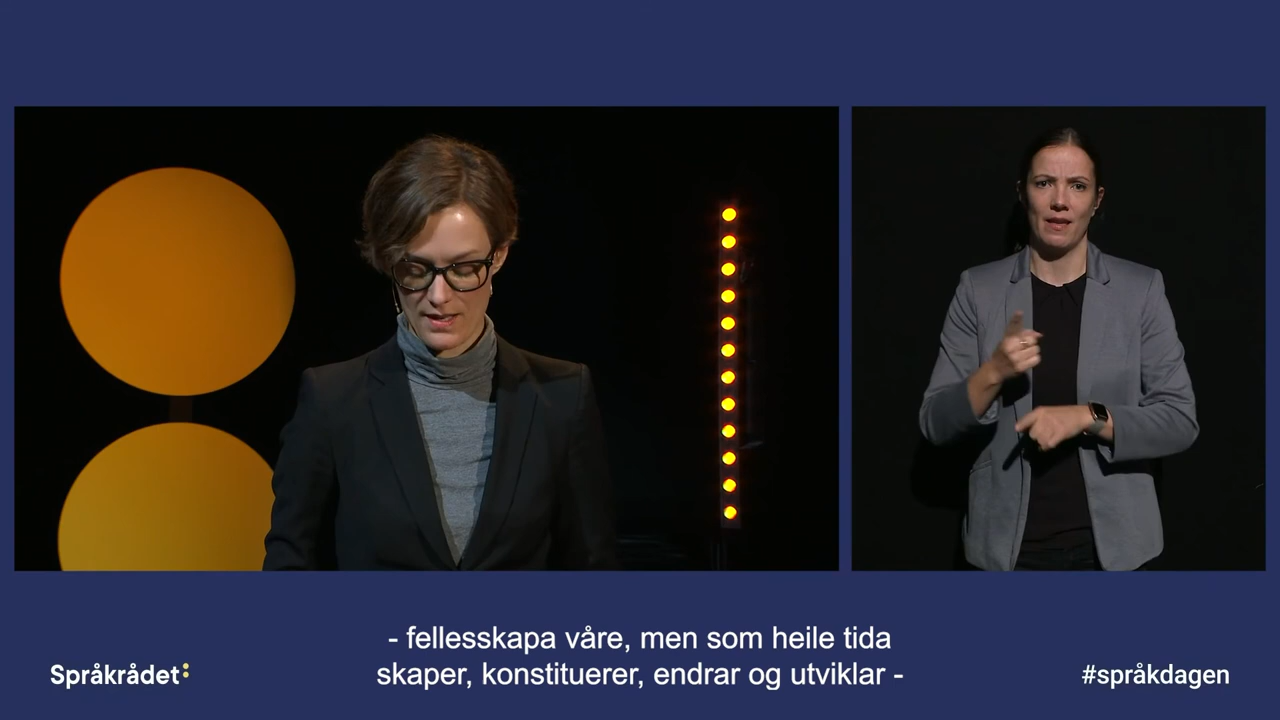 - fellesskapa våre, men som heile tida
skaper, konstituerer, endrar og utviklar -
Språkrådet:
#språkdagen